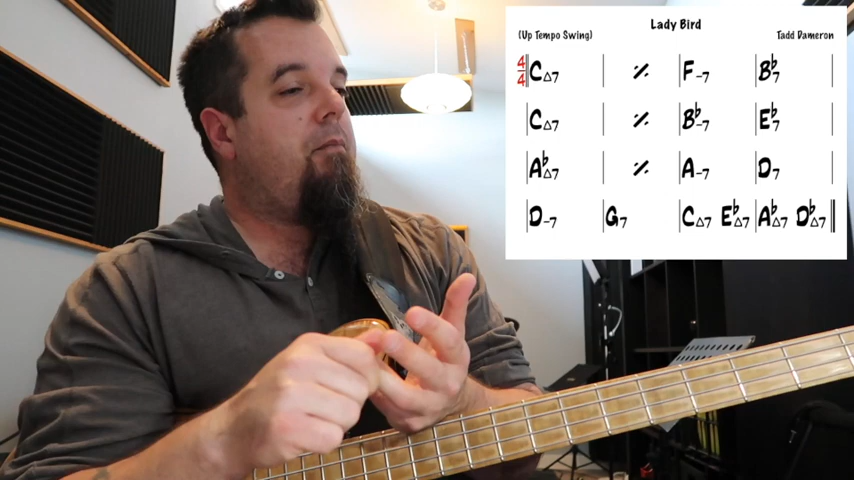 Lady Bird
(Up Tempo Swing) Tadd Dameron
4/4 C△7 | 𝄎 | F-7 | B♭7
C△7 | 𝄎 | B♭-7 | E♭7
A♭△7 | 𝄎 | A-7 | D7
D-7 | G7 | C△7 E♭△7 | A♭△7 D♭△7